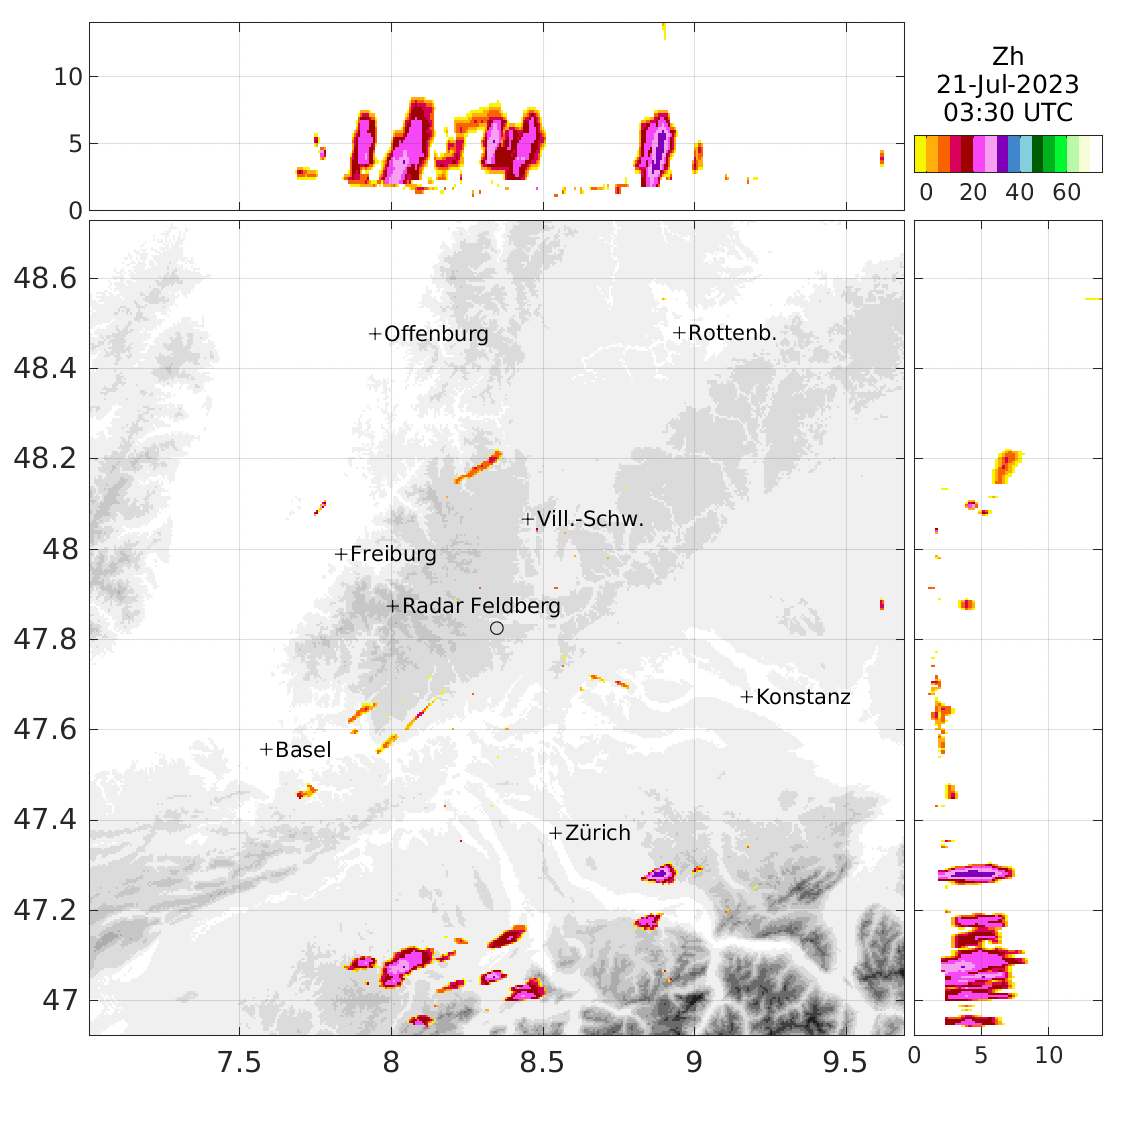 10
5
0
Zh
21-Jul-2023
03:30 UTC
0 20 40 60
48.6
48.4
48.2
48
47.8
47.6
47.4
47.2
47
+Offenburg
+Rottenb.
+Vill.-Schw.
+Freiburg
+Radar Feldberg
+Konstanz
+Basel
+Zürich
7.5 8 8.5 9 9.5
0 5 10